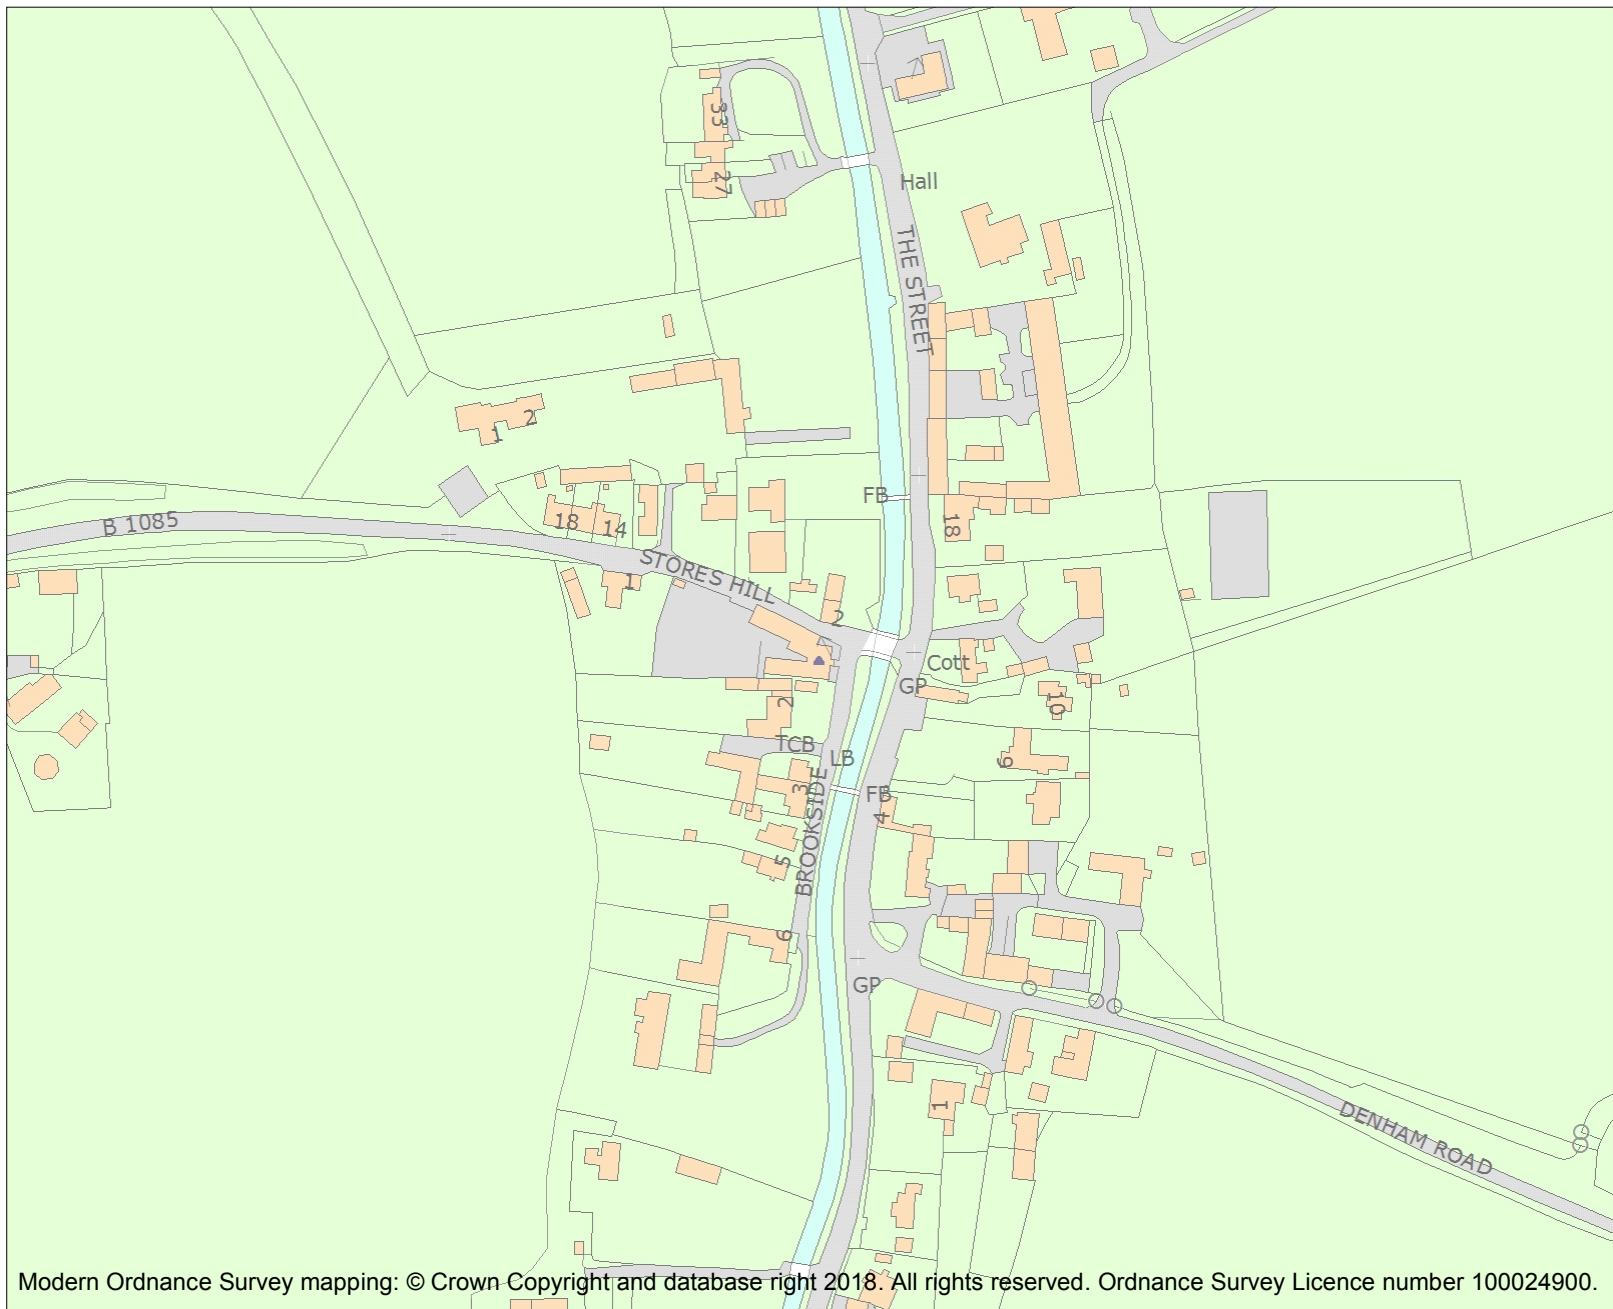 33
27
Hall
THE STREET
1
2
FB
B 1085
18
14
18
STORES HILL
1
2
Cott
GP
2
10
TCB
LB
9
3
BROOKSIDE
FB
4
5
6
GP
1
DENHAM ROAD
Modern Ordnance Survey mapping: © Crown Copyright and database right 2018. All rights reserved. Ordnance Survey Licence number 100024900.